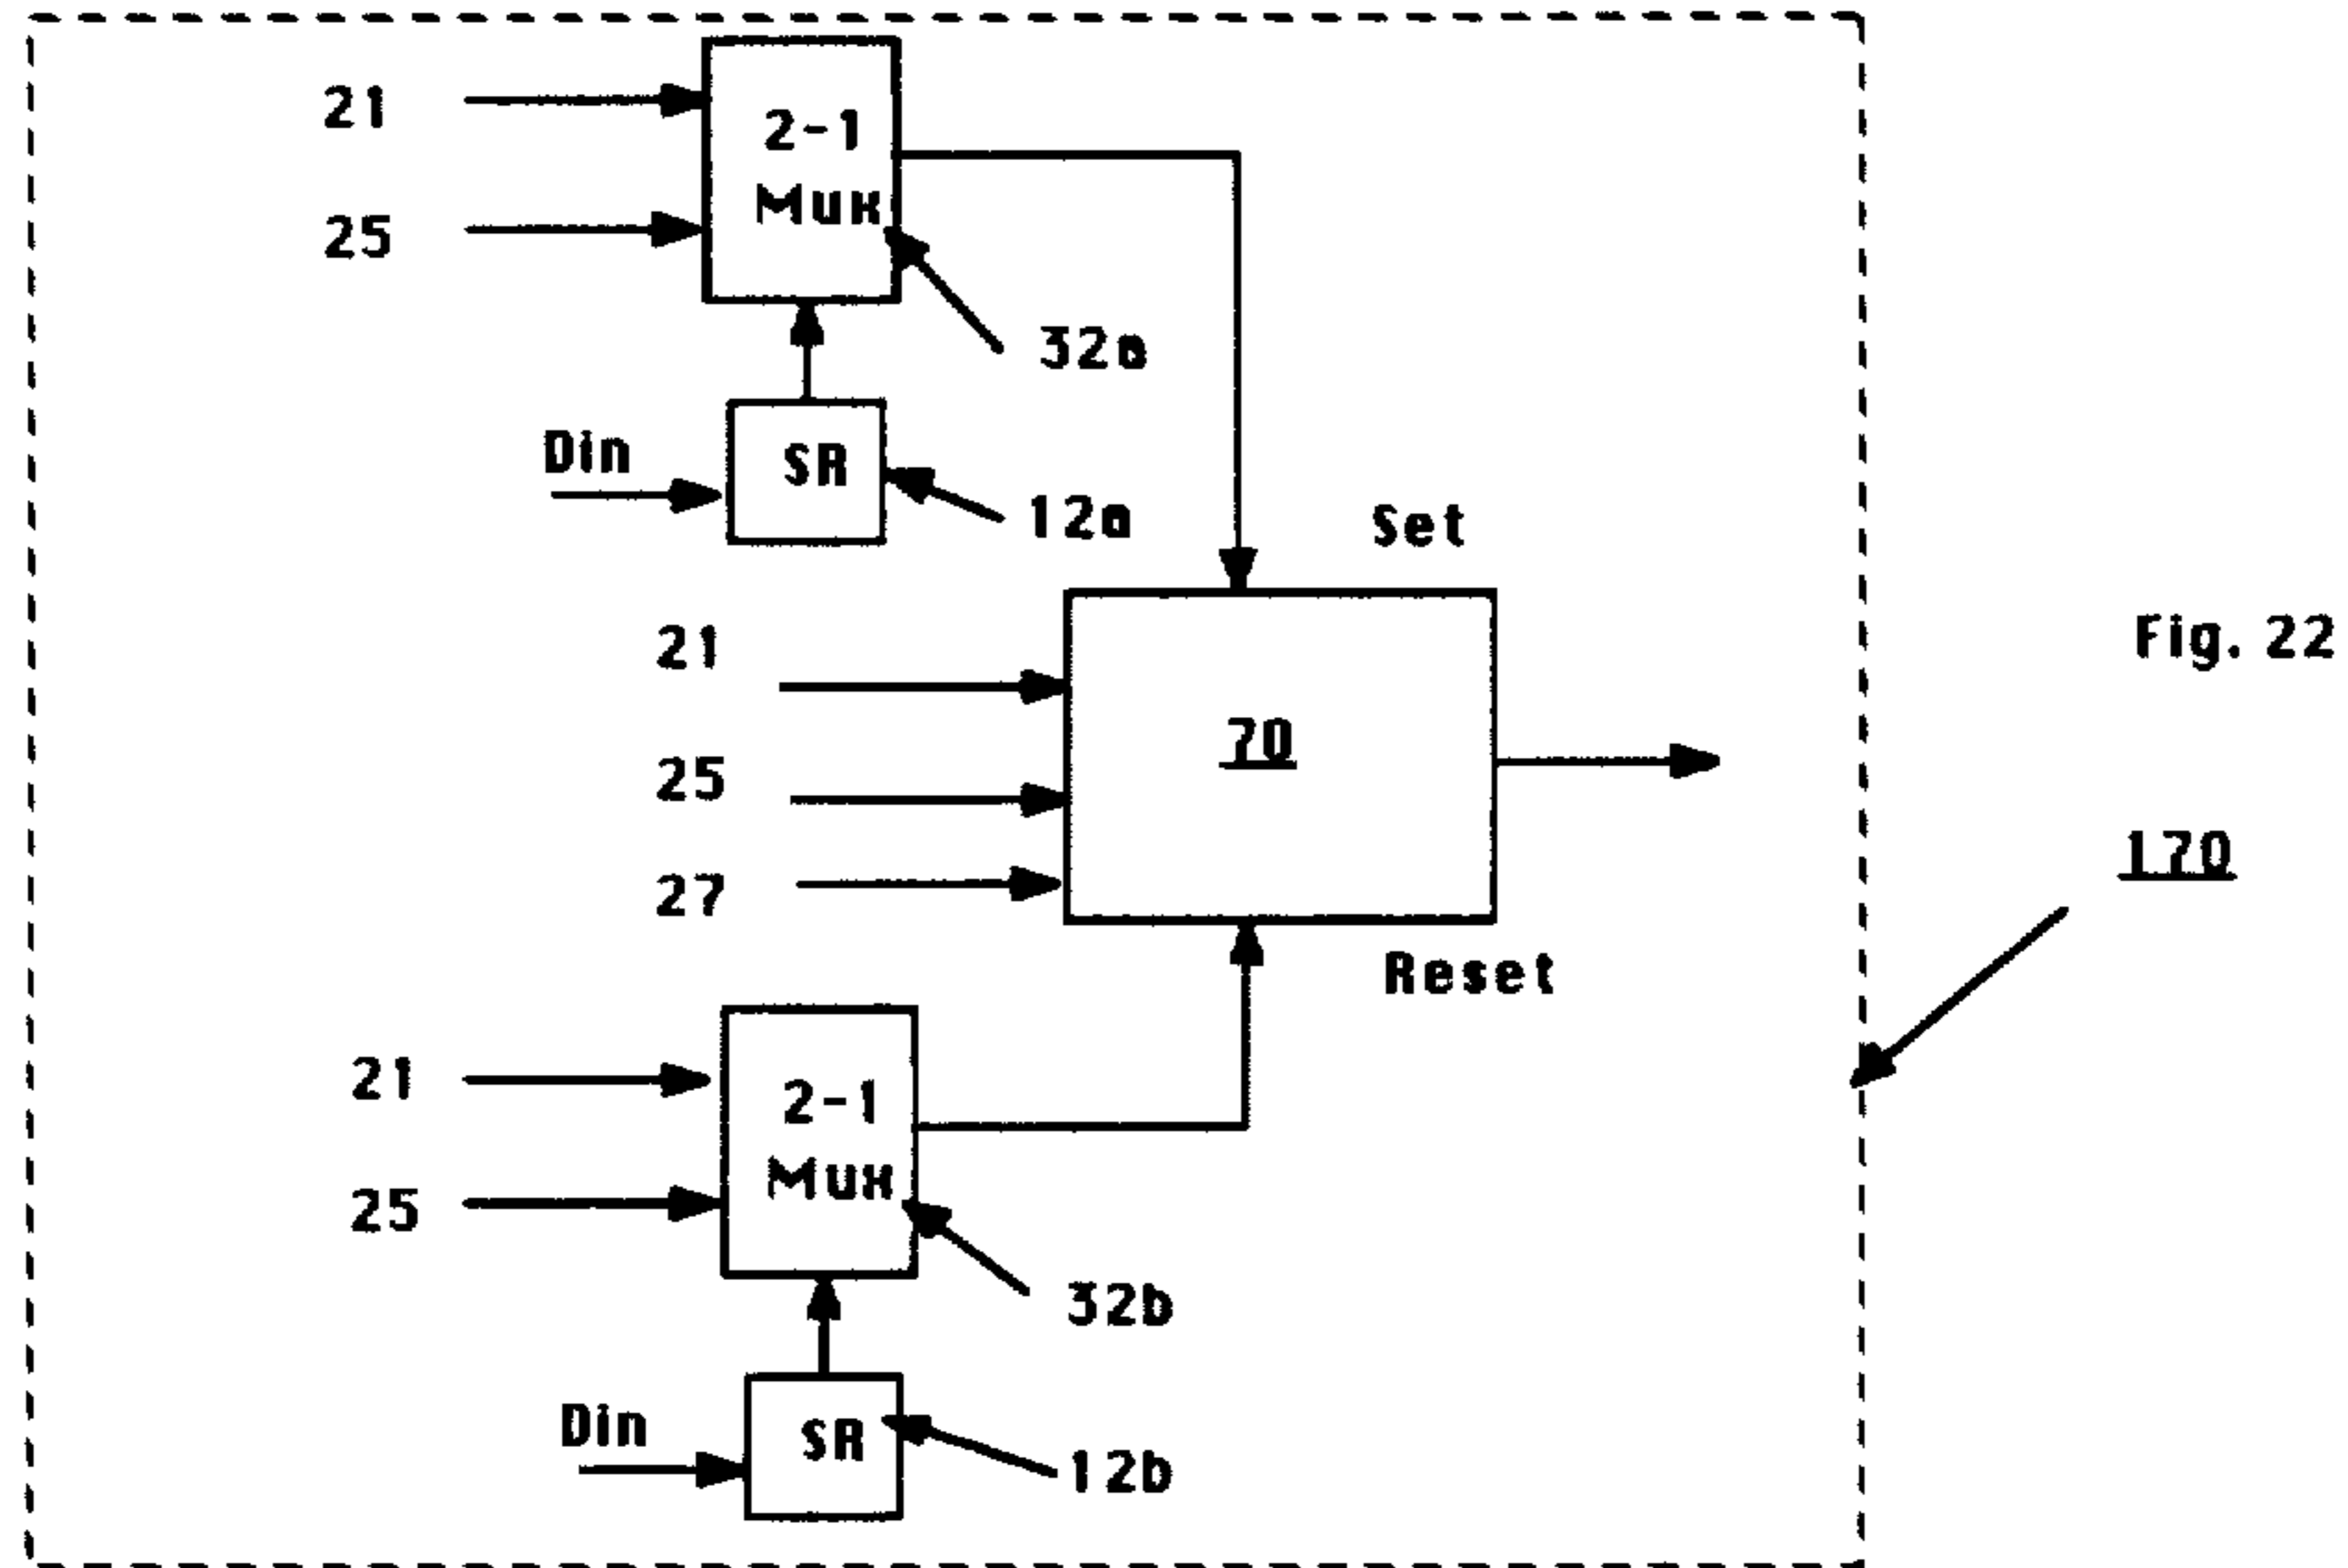 21
2-1
Mux
25
32a
Din
SR
12a
Set
21
Fig. 22
70
25
170
27
Reset
21
2-1
Mux
25
32b
Din
SR
12b